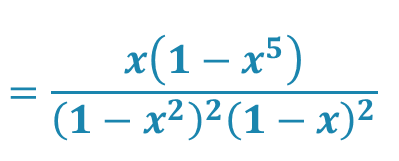 = x(1 − x⁵) / (1 − x²)²(1 − x)²